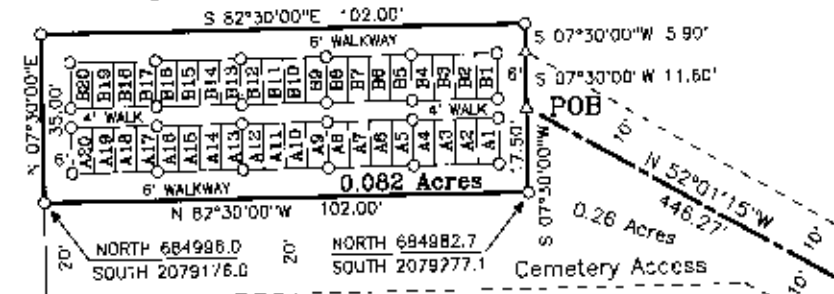 S 82°30'00"E 102.00'
6' WALKWAY
S 07°30'00"W 5.90'
S 07°30'00' W 11.60'
N 07°30'00"E
35.00'
B20 B19 B18 B17 B16 B15 B14 B13 B12 B11 B10 B9 B8 B7 B6 B5 B4 B3 B2 B1
6'
POB
4' WALK
4' WALK
A20 A19 A18 A17 A16 A15 A14 A13 A12 A11 A10 A9 A8 A7 A6 A5 A4 A3 A2 A1
6'
6' WALKWAY
0.082 Acres
N 82°30'00"W 102.00'
S 07°30'00"W
10'
N 52°01'15"W
446.27'
10'
0.26 Acres
NORTH 684996.0
SOUTH 2079176.0
20'
20'
NORTH 684982.7
SOUTH 2079277.1
Cemetery Access
10'